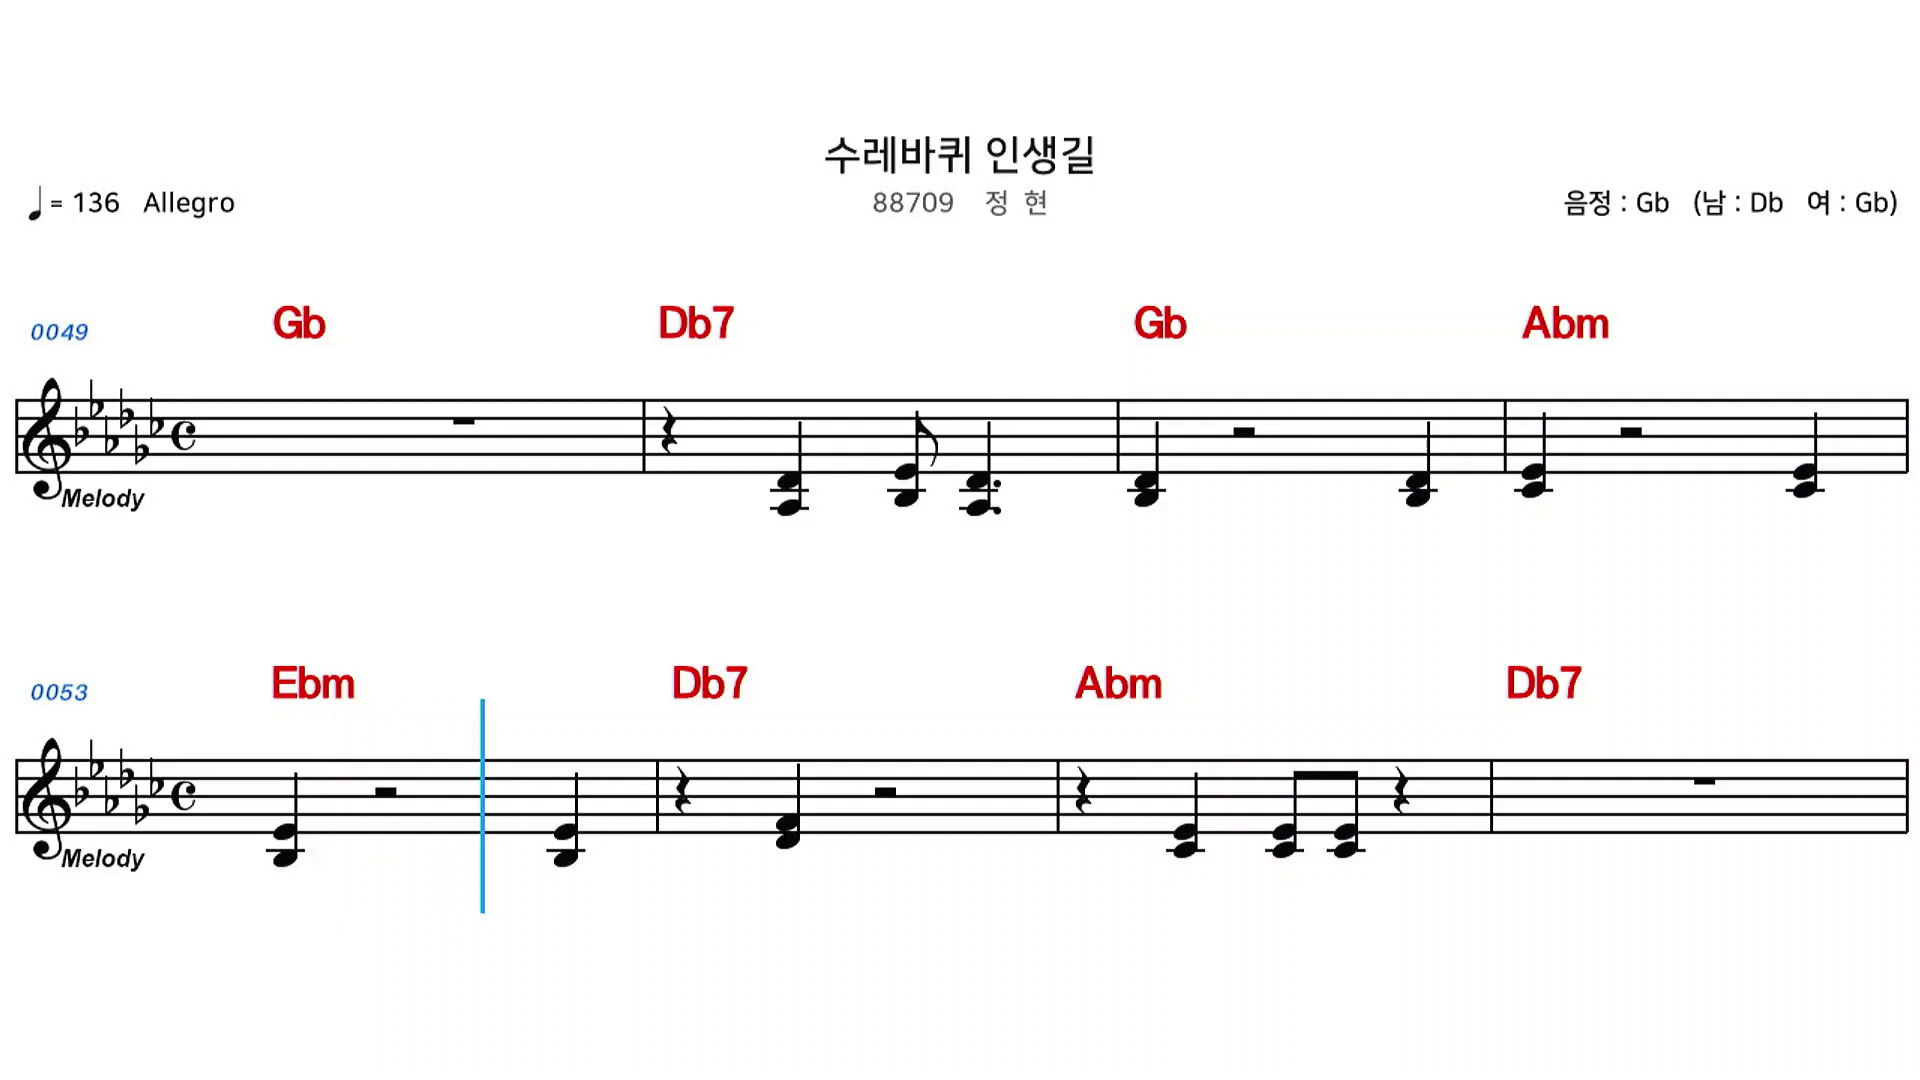 수레바퀴 인생길
♩= 136 Allegro
88709 정 현
음정 : Gb (남 : Db 여 : Gb)
0049 Gb Db7 Gb Abm
Melody
0053 Ebm Db7 Abm Db7
Melody